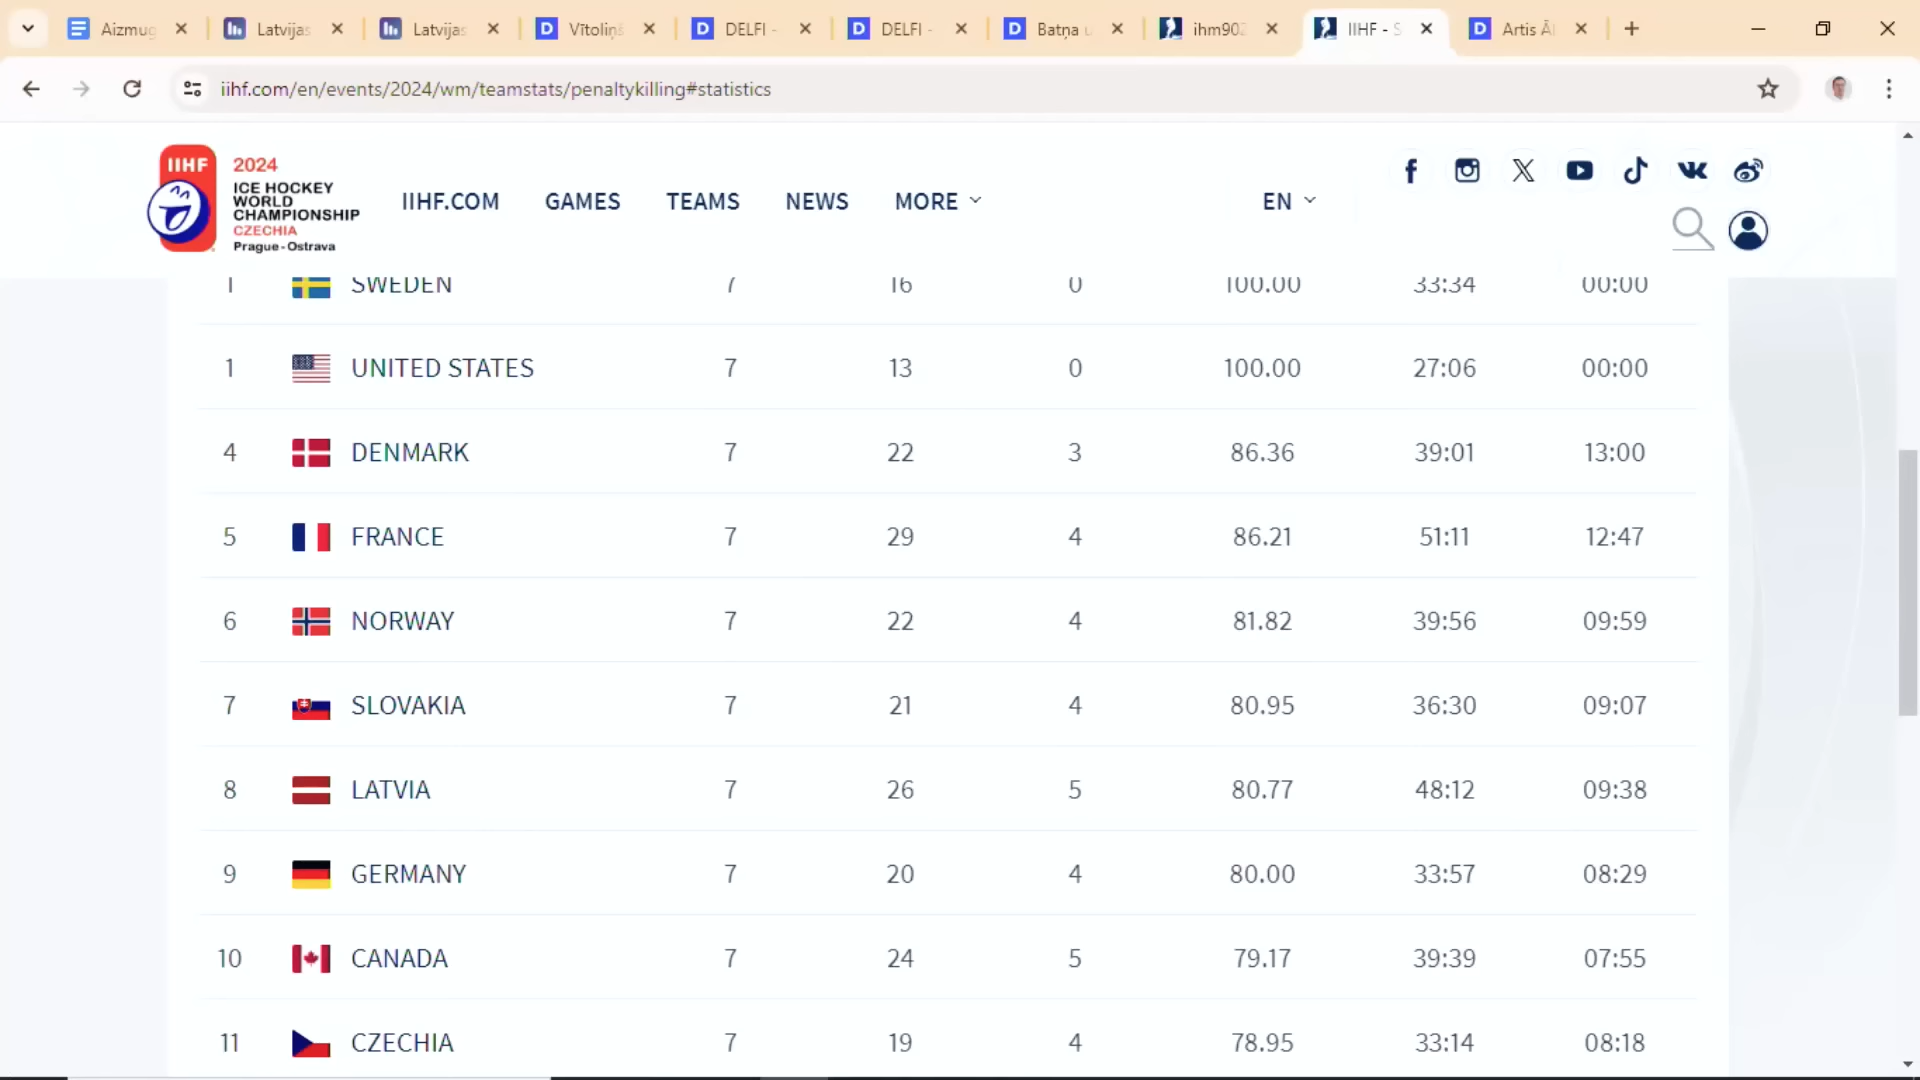 Aizmug
Latvijas
Latvijas
Vītoliņš
DELFI -
DELFI -
Batņa u
ihm902
IIHF - S
Artis Āb
iihf.com/en/events/2024/wm/teamstats/penaltykilling#statistics
IIHF
2024
ICE HOCKEY
WORLD
CHAMPIONSHIP
CZECHIA
Prague - Ostrava
IIHF.COM GAMES TEAMS NEWS MORE EN
1 SWEDEN 7 16 0 100.00 33:34 00:00
1 UNITED STATES 7 13 0 100.00 27:06 00:00
4 DENMARK 7 22 3 86.36 39:01 13:00
5 FRANCE 7 29 4 86.21 51:11 12:47
6 NORWAY 7 22 4 81.82 39:56 09:59
7 SLOVAKIA 7 21 4 80.95 36:30 09:07
8 LATVIA 7 26 5 80.77 48:12 09:38
9 GERMANY 7 20 4 80.00 33:57 08:29
10 CANADA 7 24 5 79.17 39:39 07:55
11 CZECHIA 7 19 4 78.95 33:14 08:18